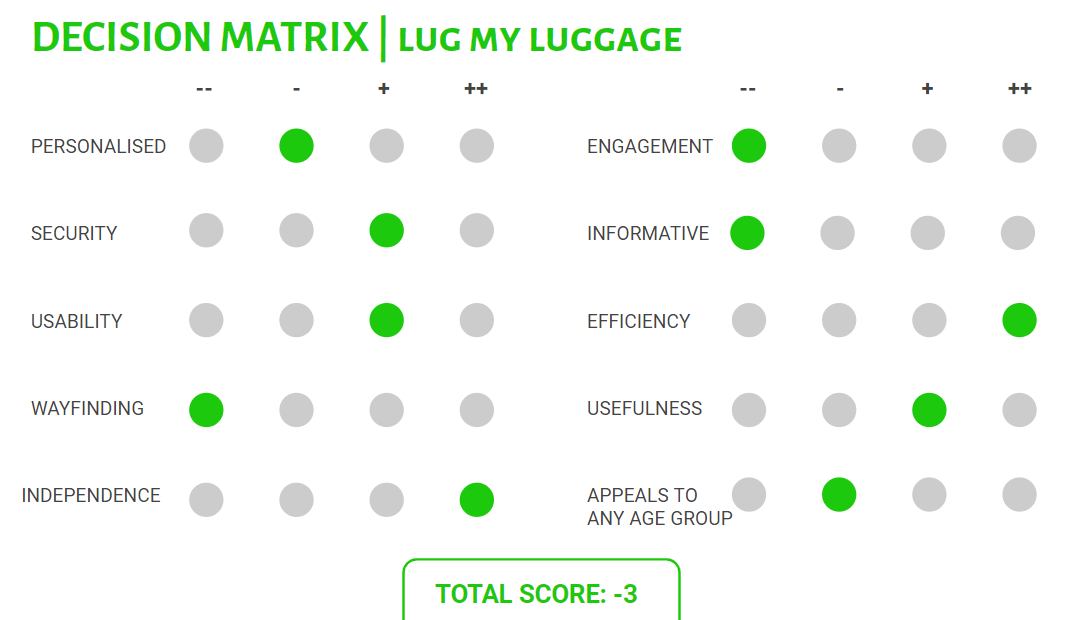 DECISION MATRIX | LUG MY LUGGAGE
-- - + ++ -- - + ++
PERSONALISED
SECURITY
USABILITY
WAYFINDING
INDEPENDENCE
ENGAGEMENT
INFORMATIVE
EFFICIENCY
USEFULNESS
APPEALS TO
ANY AGE GROUP
TOTAL SCORE: -3